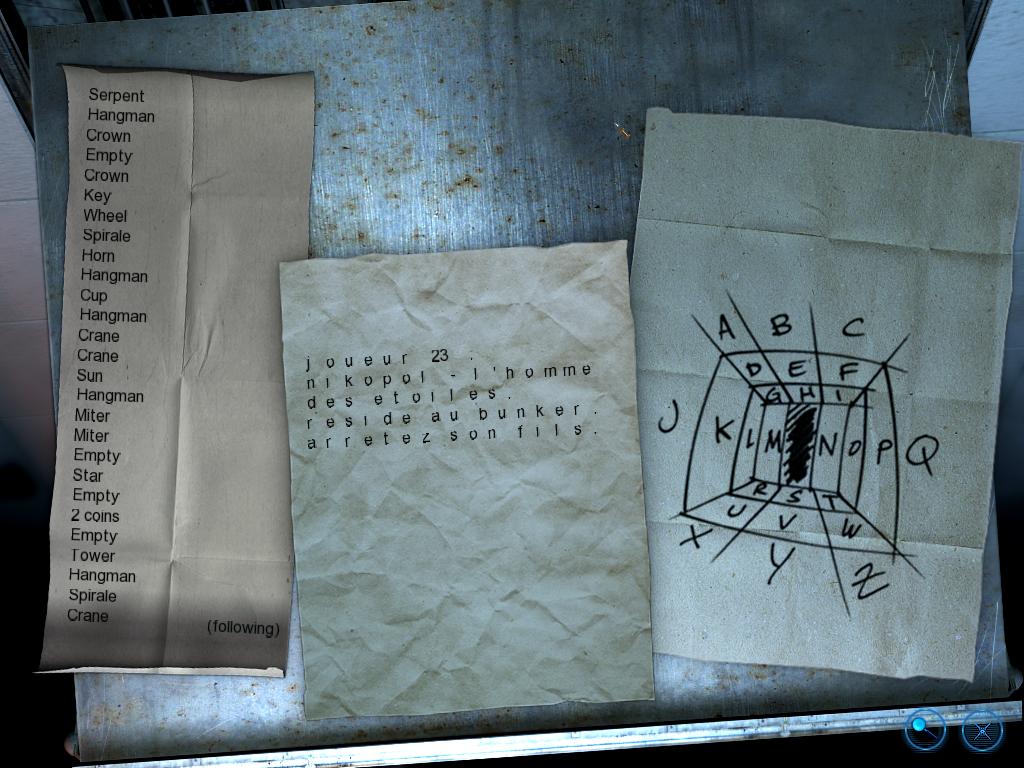 Serpent
Hangman
Crown
Empty
Crown
Key
Wheel
Spirale
Horn
Hangman
Cup
Hangman
Crane
Crane
Sun
Hangman
Miter
Miter
Empty
Star
Empty
2 coins
Empty
Tower
Hangman
Spirale
Crane
(following)
joueur 23 .
nikopol - l'homme
des etoiles.
reside au bunker.
arretez son fils.
A B C
D E F
G H I
J K L M N O P Q
R S T
U V W
X Y Z